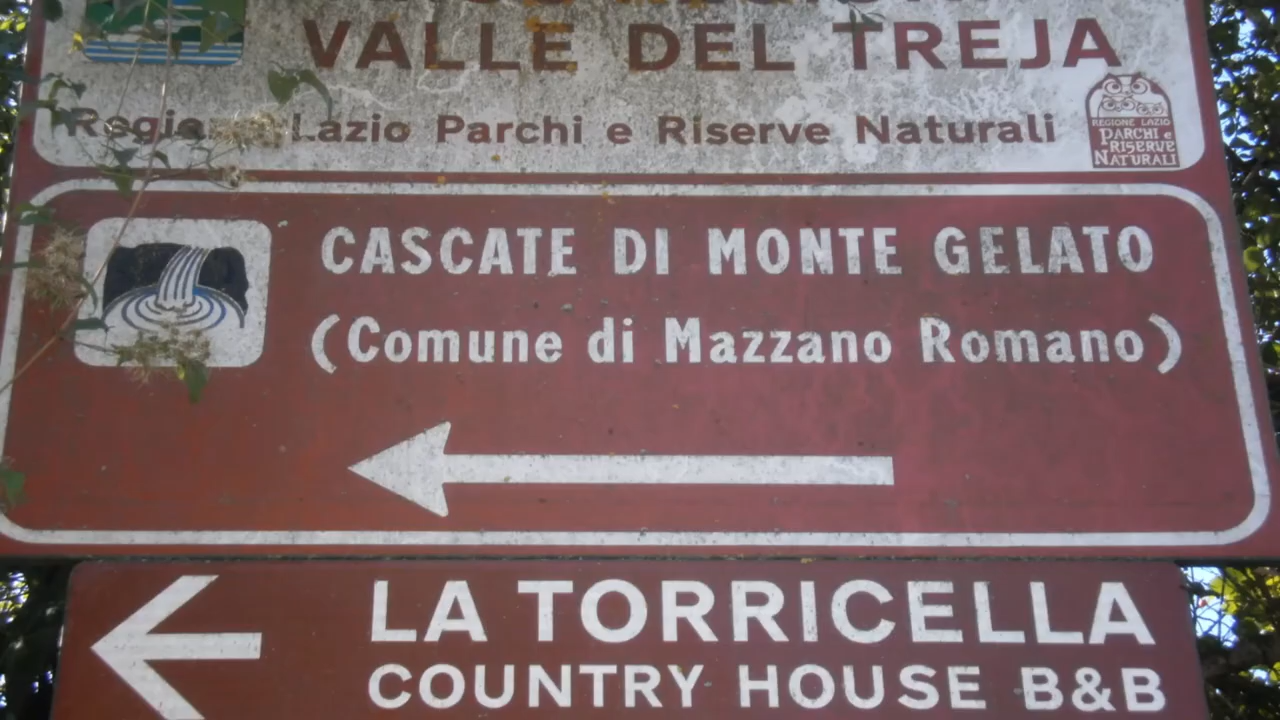 VALLE DEL TREJA
Regione Lazio Parchi e Riserve Naturali
REGIONE LAZIO
PARCHI e
RISERVE
NATURALI
CASCATE DI MONTE GELATO
(Comune di Mazzano Romano)
LA TORRICELLA
COUNTRY HOUSE B&B